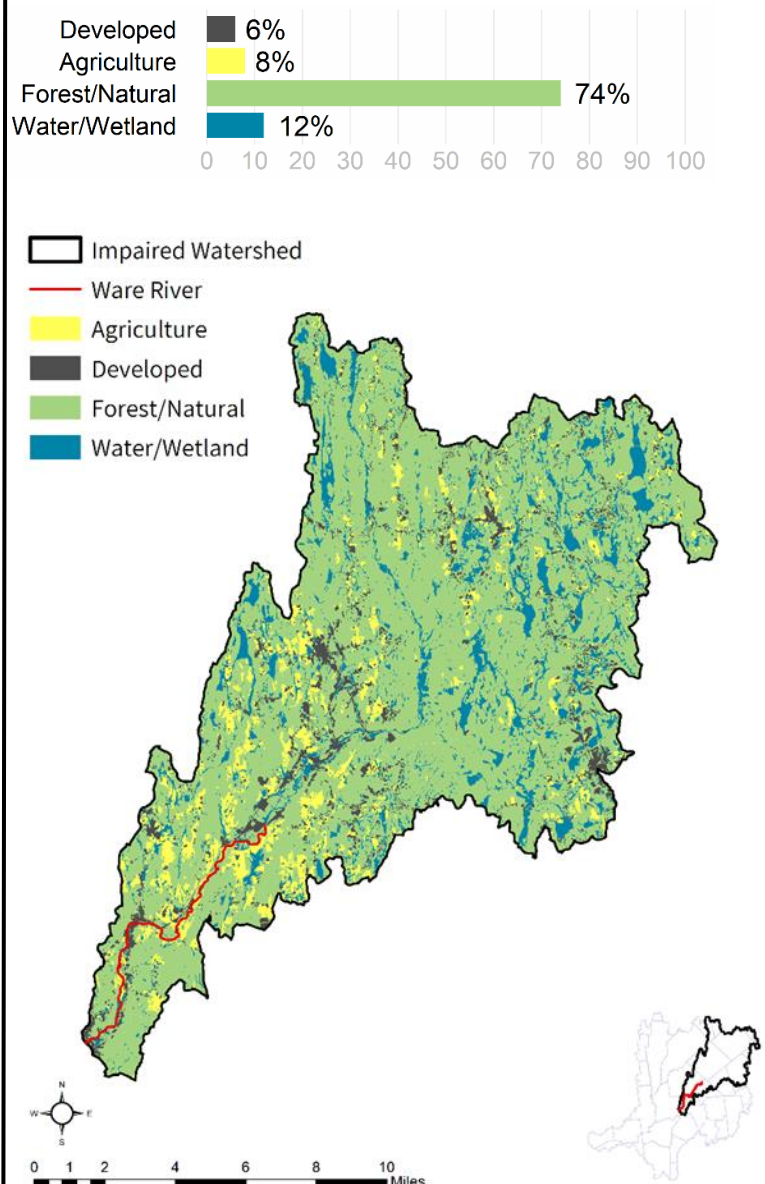 Developed 6%
Agriculture 8%
Forest/Natural 74%
Water/Wetland 12%
0 10 20 30 40 50 60 70 80 90 100
Impaired Watershed
Ware River
Agriculture
Developed
Forest/Natural
Water/Wetland
N
W E
S
0 1 2 4 6 8 10
Miles